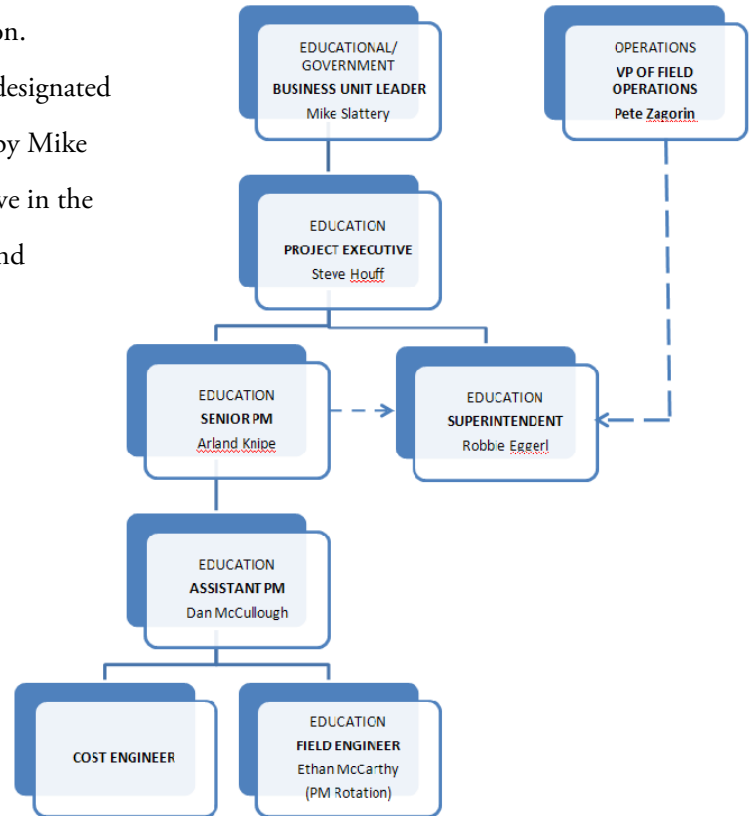 on.
designated
by Mike
ve in the
nd
EDUCATIONAL/
GOVERNMENT
BUSINESS UNIT LEADER
Mike Slattery
OPERATIONS
VP OF FIELD
OPERATIONS
Pete Zagorin
EDUCATION
PROJECT EXECUTIVE
Steve Houff
EDUCATION
SENIOR PM
Arland Knipe
EDUCATION
SUPERINTENDENT
Robbie Eggerl
EDUCATION
ASSISTANT PM
Dan McCullough
COST ENGINEER
EDUCATION
FIELD ENGINEER
Ethan McCarthy
(PM Rotation)